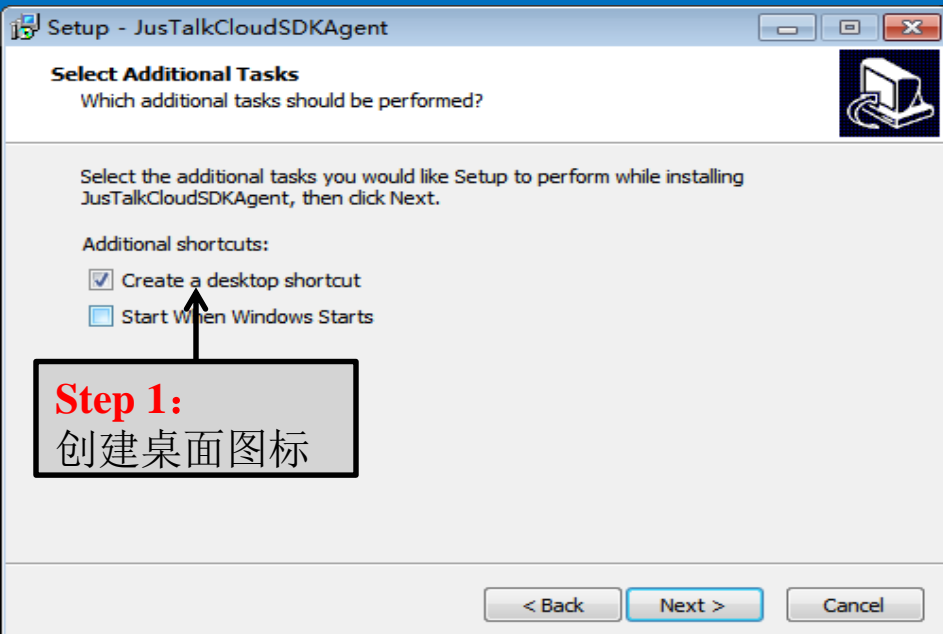 Setup - JusTalkCloudSDKAgent
Select Additional Tasks
Which additional tasks should be performed?
Select the additional tasks you would like Setup to perform while installing
JusTalkCloudSDKAgent, then click Next.
Additional shortcuts:
Create a desktop shortcut
Start When Windows Starts
Step 1：
创建桌面图标
< Back
Next >
Cancel